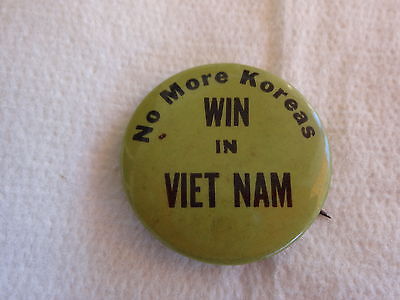 No More Koreas
WIN
IN
VIET NAM